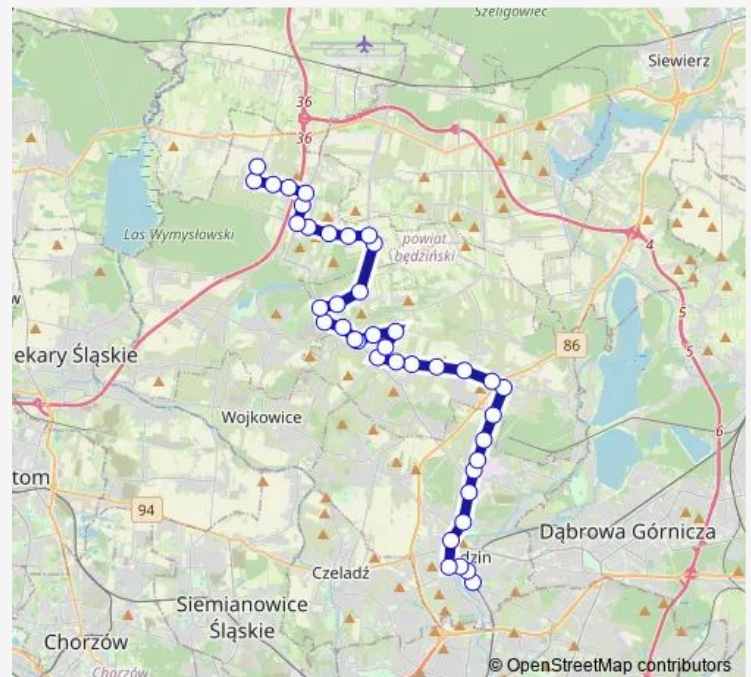 Szeligowiec
Siewierz
36
36
Las Wymysłowski
powiat
będziński
4
w
5
86
5
ekary Śląskie
Wojkowice
6
tom
94
Dąbrowa Górnicza
dzin
Czeladź
Siemianowice
Śląskie
Chorzów
Chorzów
© OpenStreetMap contributors